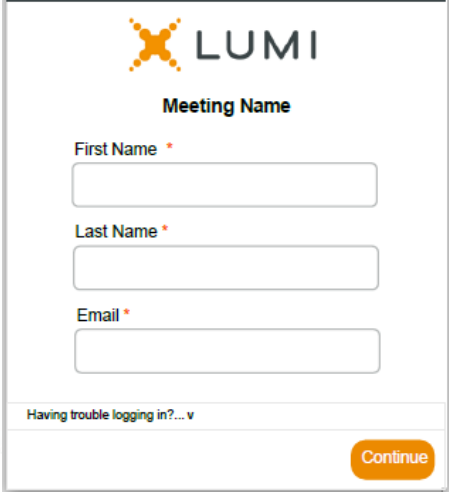 LUMI
Meeting Name
First Name *
Last Name *
Email *
Having trouble logging in?... v
Continue